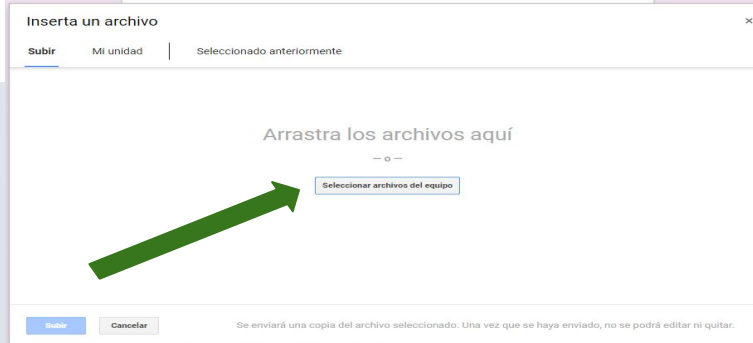 Inserta un archivo
×
Subir Mi unidad Seleccionado anteriormente
Arrastra los archivos aquí
— o —
Seleccionar archivos del equipo
Subir Cancelar Se enviará una copia del archivo seleccionado. Una vez que se haya enviado, no se podrá editar ni quitar.